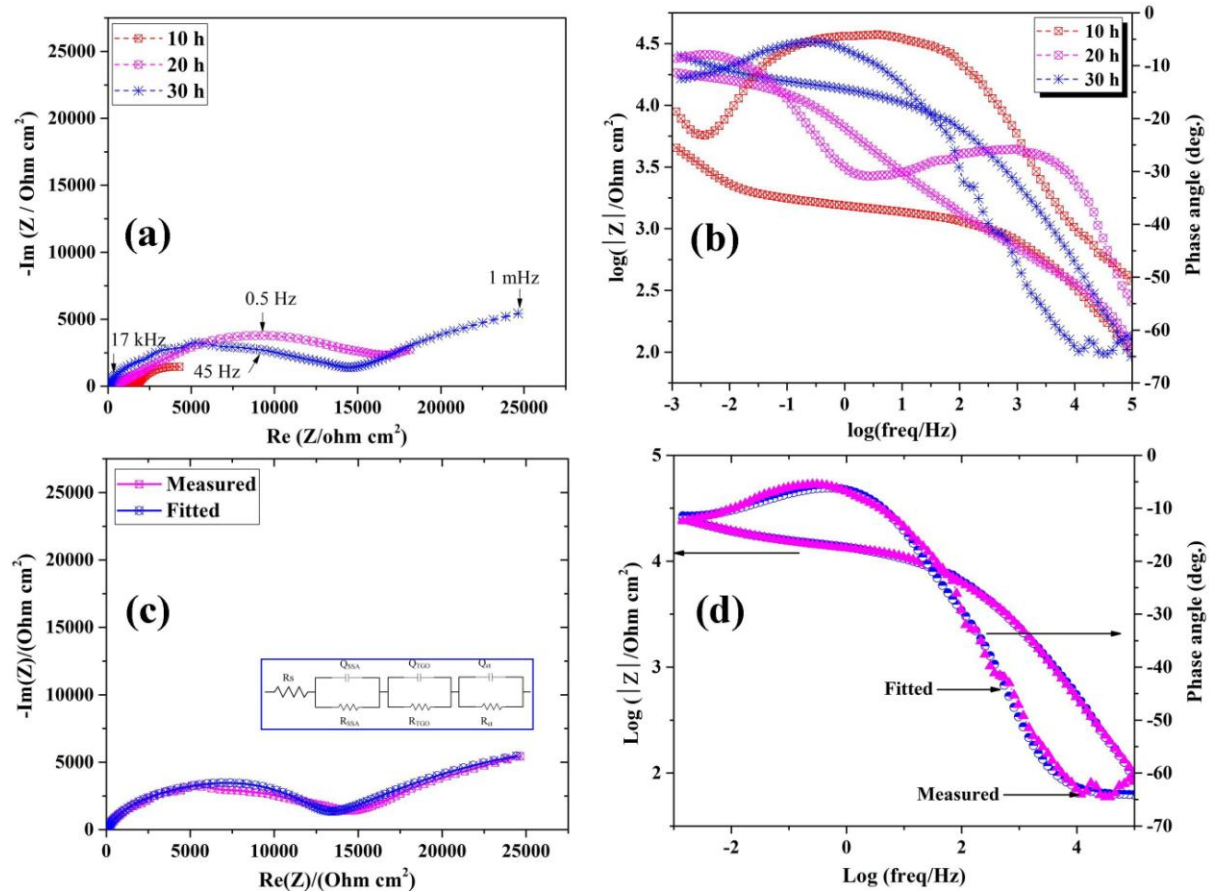 25000
20000
15000
10000
5000
0
-Im (Z / Ohm cm²)
10 h
20 h
30 h
(a)
17 kHz
0.5 Hz
45 Hz
1 mHz
0 5000 10000 15000 20000 25000
Re (Z/ohm cm²)
4.5
4.0
3.5
3.0
2.5
2.0
log(|Z|/Ohm cm²)
10 h
20 h
30 h
(b)
0
-10
-20
-30
-40
-50
-60
-70
Phase angle (deg.)
-3 -2 -1 0 1 2 3 4 5
log(freq/Hz)
25000
20000
15000
10000
5000
0
-Im(Z)/(Ohm cm²)
Measured
Fitted
(c)
Rs
Q_SSA Q_TGO Q_ct
R_SSA R_TGO R_ct
0 5000 10000 15000 20000 25000
Re(Z)/(Ohm cm²)
5
4
3
2
Log (|Z|/Ohm cm²)
(d)
Fitted
Measured
0
-10
-20
-30
-40
-50
-60
-70
Phase angle (deg.)
-2 0 2 4
Log (freq/Hz)